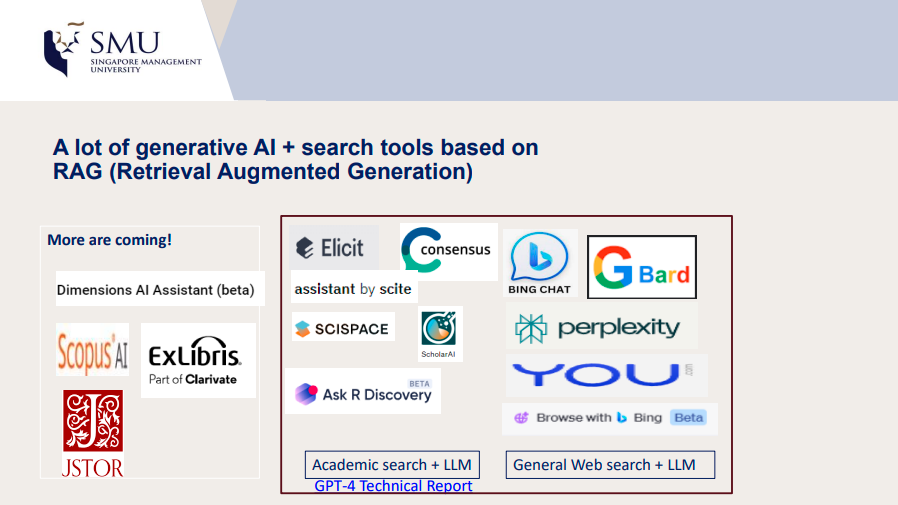 SMU
SINGAPORE MANAGEMENT
UNIVERSITY
A lot of generative AI + search tools based on
RAG (Retrieval Augmented Generation)
More are coming!
Dimensions AI Assistant (beta)
Scopus AI
ExLibris
Part of Clarivate
JSTOR
Elicit
consensus
assistant by scite
SCISPACE
ScholarAI
Ask R Discovery BETA
Academic search + LLM
GPT-4 Technical Report
BING CHAT
G Bard
perplexity
YOU
Browse with Bing Beta
General Web search + LLM